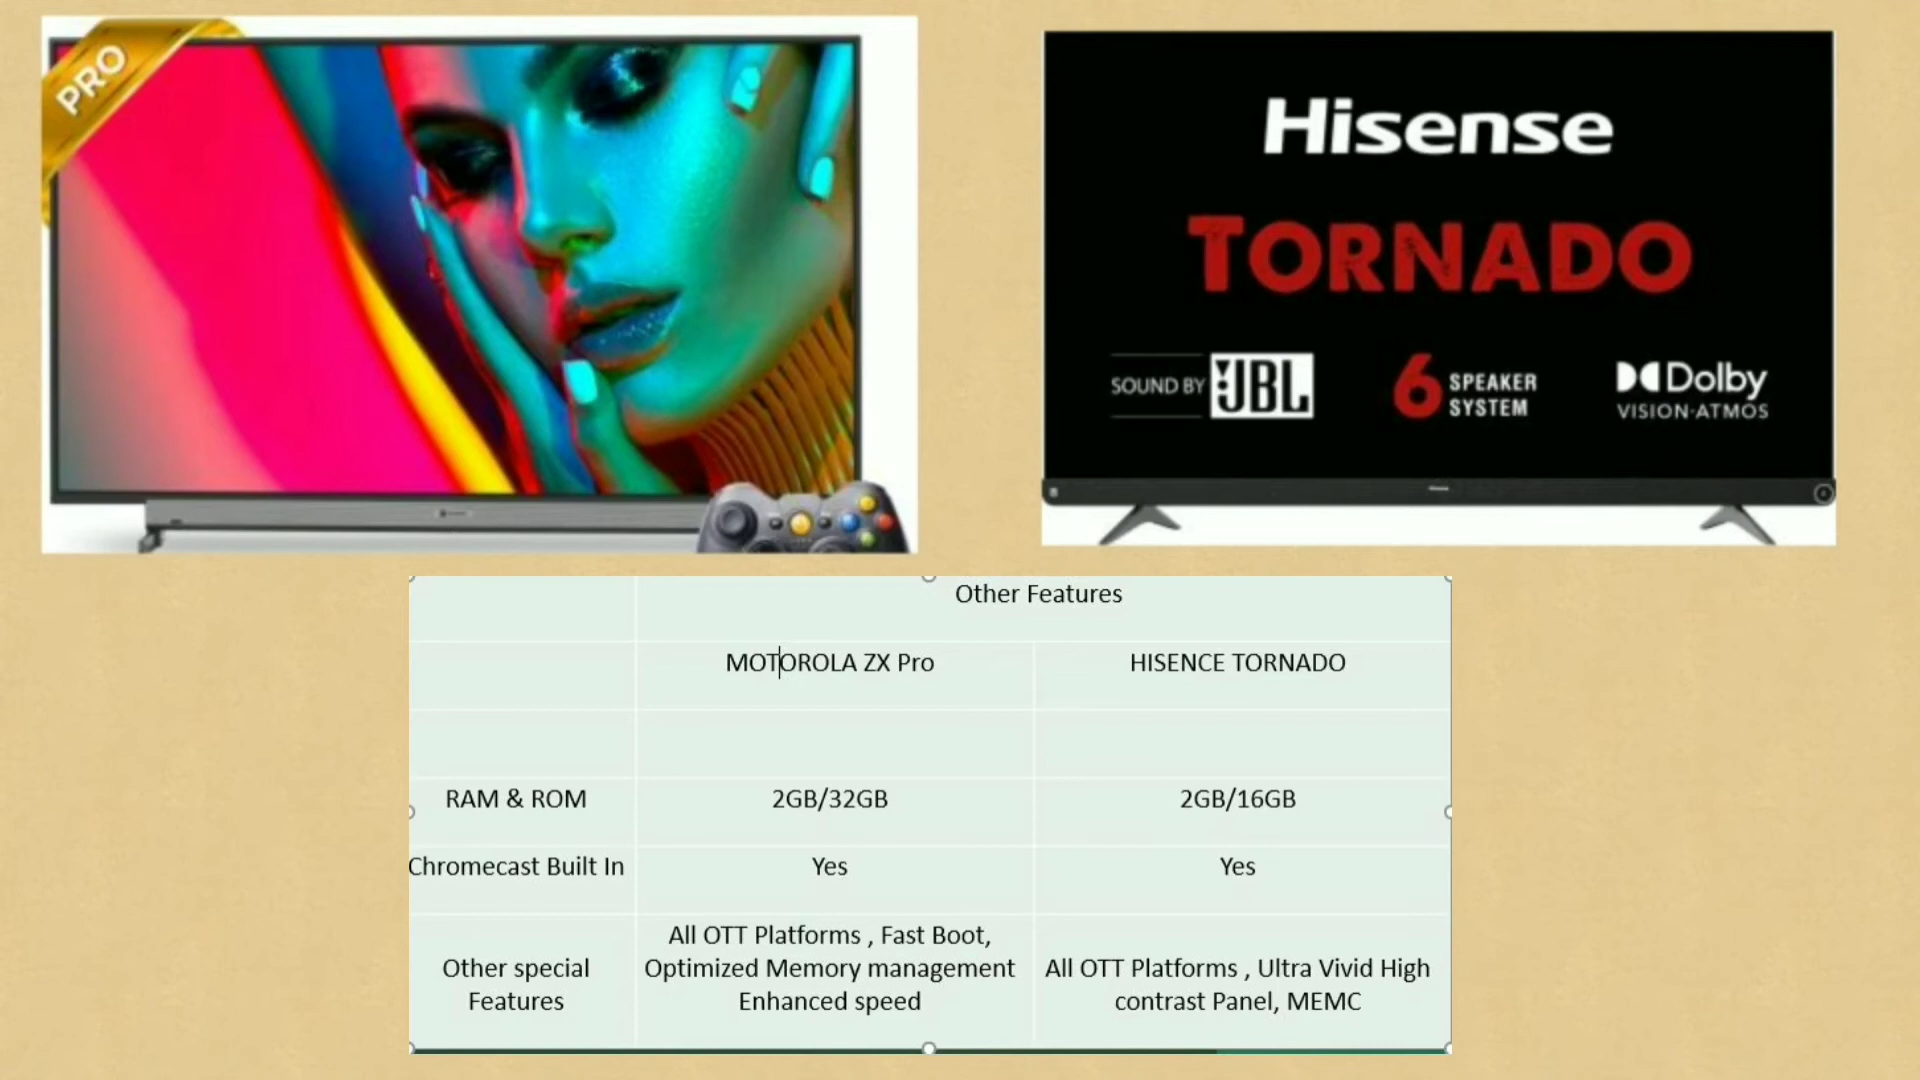 PRO
Hisense
TORNADO
SOUND BY JBL
6 SPEAKER SYSTEM
Dolby
VISION·ATMOS
Other Features
MOTOROLA ZX Pro
HISENCE TORNADO
RAM & ROM
2GB/32GB
2GB/16GB
Chromecast Built In
Yes
Yes
Other special
Features
All OTT Platforms , Fast Boot,
Optimized Memory management
Enhanced speed
All OTT Platforms , Ultra Vivid High
contrast Panel, MEMC